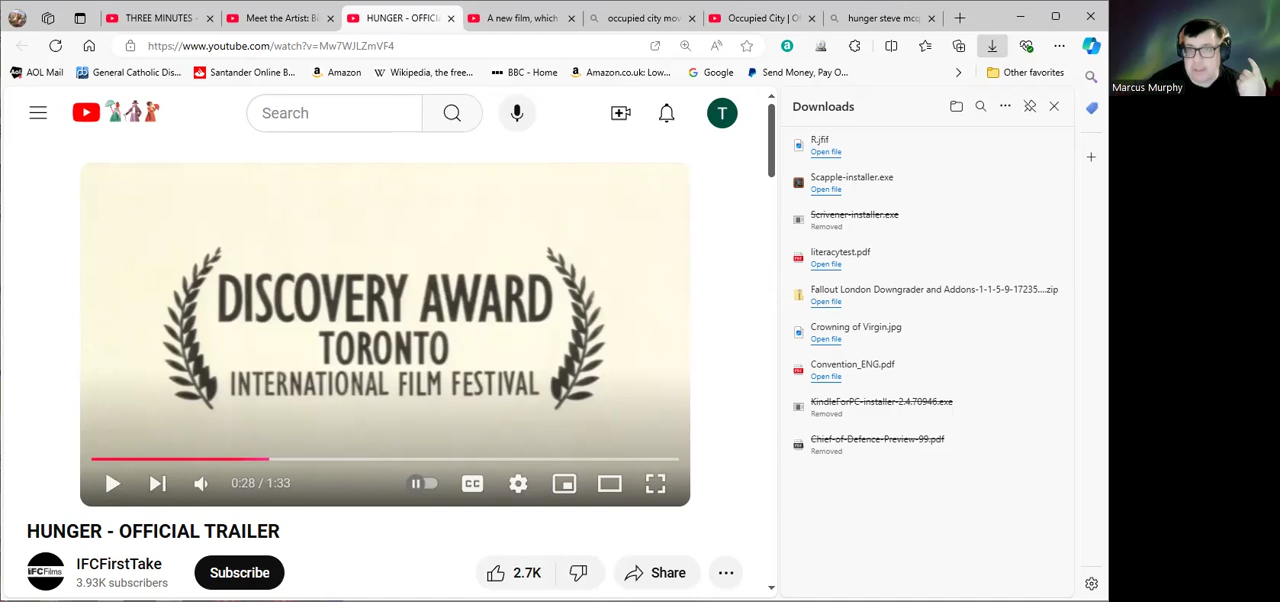 THREE MINUTES -
Meet the Artist: B
HUNGER - OFFICIA
A new film, which
occupied city mov
Occupied City | O
hunger steve mcq
https://www.youtube.com/watch?v=Mw7WJLZmVF4
AOL Mail
General Catholic Dis...
Santander Online B...
Amazon
Wikipedia, the free...
BBC - Home
Amazon.co.uk: Low...
Google
Send Money, Pay O...
Other favorites
Marcus Murphy
Search
T
Downloads
R.jfif
Open file
Scapple-installer.exe
Open file
Scrivener-installer.exe
Removed
literacytest.pdf
Open file
Fallout London Downgrader and Addons-1-1-5-9-17235....zip
Open file
Crowning of Virgin.jpg
Open file
Convention_ENG.pdf
Open file
KindleForPC-installer-2.4.70946.exe
Removed
Chief-of-Defence-Preview-99.pdf
Removed
DISCOVERY AWARD
TORONTO
INTERNATIONAL FILM FESTIVAL
0:28 / 1:33
CC
HUNGER - OFFICIAL TRAILER
IFC Films
IFCFirstTake
3.93K subscribers
Subscribe
2.7K
Share